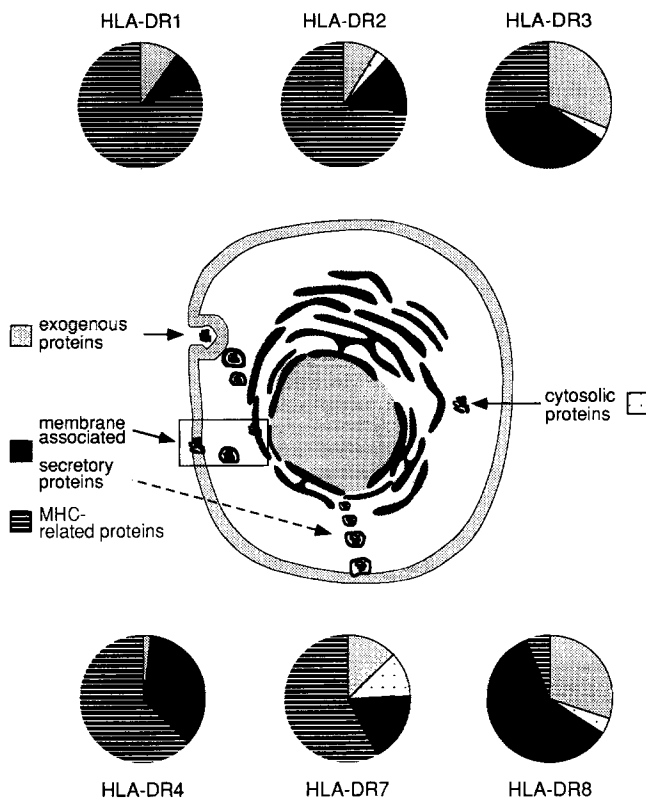 HLA-DR1
HLA-DR2
HLA-DR3
exogenous
proteins
membrane
associated
secretory
proteins
MHC-
related proteins
cytosolic
proteins
HLA-DR4
HLA-DR7
HLA-DR8